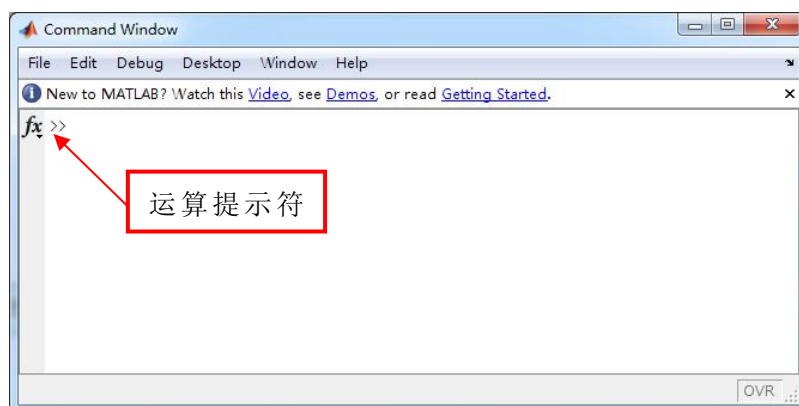 Command Window
File Edit Debug Desktop Window Help
New to MATLAB? Watch this Video, see Demos, or read Getting Started.
fx >>
运算提示符
OVR